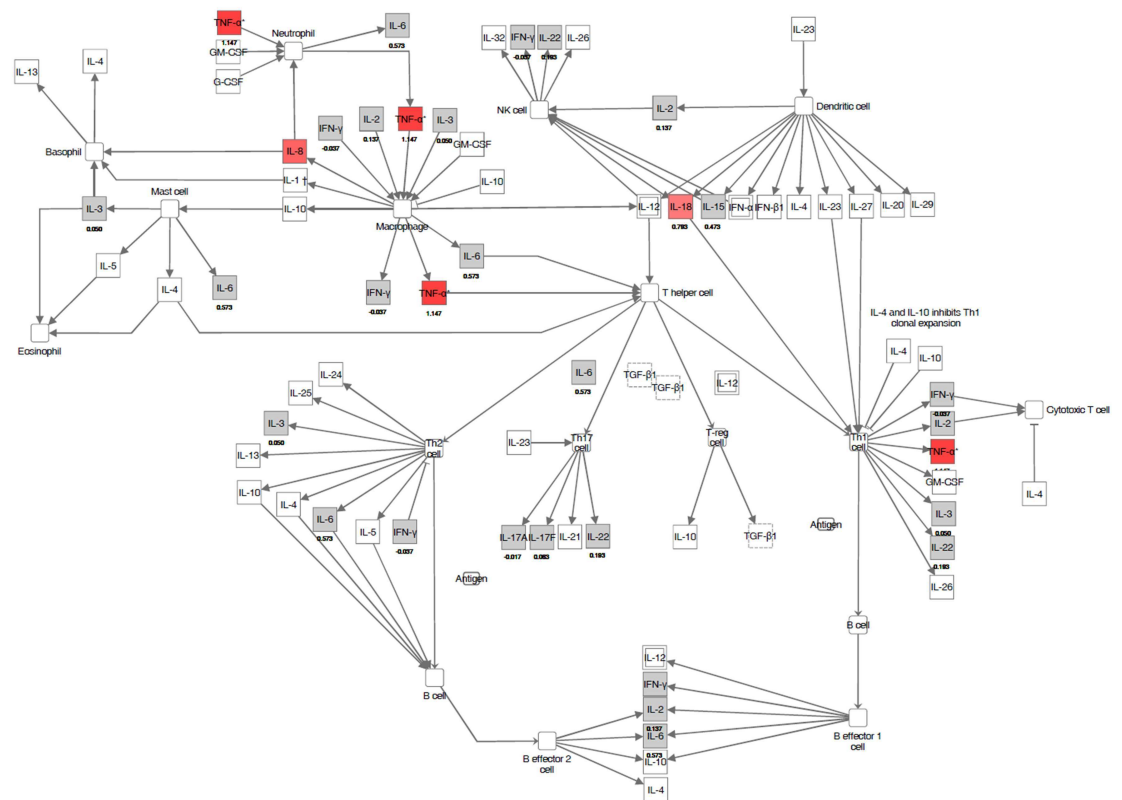 TNF-α*
1.147
GM-CSF
G-CSF
Neutrophil
IL-6
0.573
IL-32
IFN-γ
-0.037
IL-22
0.193
IL-26
IL-23
IL-13
IL-4
NK cell
IL-2
0.137
Dendritic cell
Basophil
IL-8
IFN-γ
-0.037
IL-2
0.137
TNF-α*
1.147
IL-3
0.050
GM-CSF
IL-1 †
IL-10
Mast cell
IL-3
0.050
IL-10
Macrophage
IL-12
IL-18
0.793
IL-15
0.473
IFN-α
IFN-β1
IL-4
IL-23
IL-27
IL-20
IL-29
IL-5
IL-4
IL-6
0.573
IL-6
0.573
IFN-γ
-0.037
TNF-α*
1.147
T helper cell
Eosinophil
IL-4 and IL-10 inhibits Th1
clonal expansion
IL-4
IL-10
IL-24
IL-25
IL-3
0.050
IL-13
IL-10
IL-4
IL-6
0.573
IL-5
IFN-γ
-0.037
Th2
cell
IL-6
0.573
TGF-β1
TGF-β1
IL-12
IL-23
Th17
cell
T-reg
cell
Th1
cell
IFN-γ
-0.037
IL-2
TNF-α*
GM-CSF
IL-3
0.050
IL-22
0.193
IL-26
Cytotoxic T cell
IL-4
IL-17A
-0.017
IL-17F
0.083
IL-21
IL-22
0.193
IL-10
TGF-β1
Antigen
Antigen
B cell
B cell
IL-12
IFN-γ
IL-2
0.137
IL-6
0.573
IL-10
IL-4
B effector 2
cell
B effector 1
cell